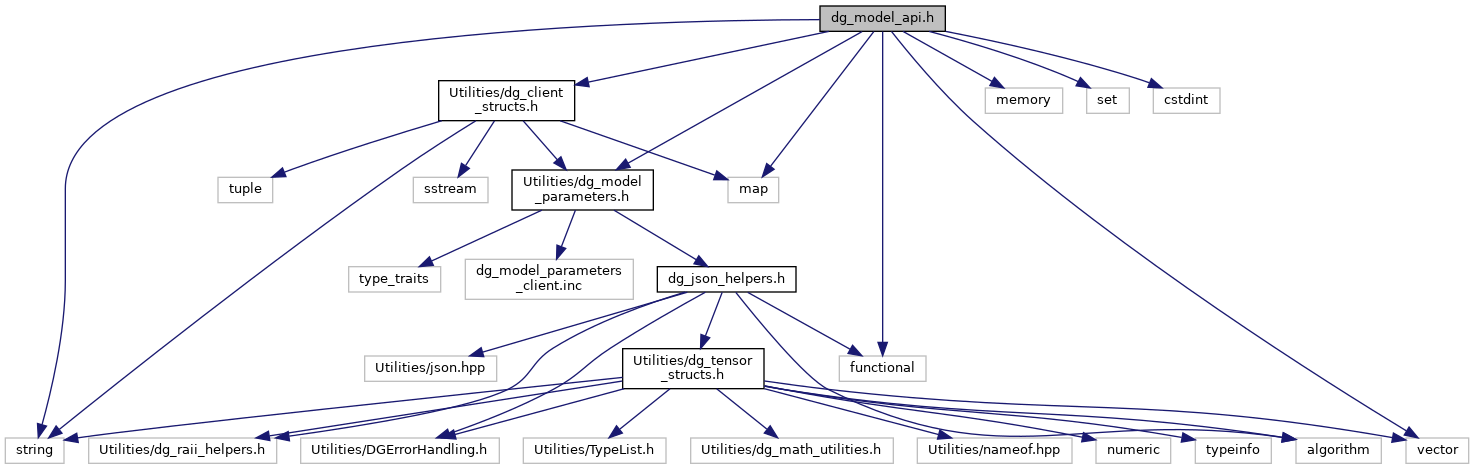 dg_model_api.h
Utilities/dg_client
_structs.h
memory
set
cstdint
tuple
sstream
Utilities/dg_model
_parameters.h
map
type_traits
dg_model_parameters
_client.inc
dg_json_helpers.h
Utilities/json.hpp
Utilities/dg_tensor
_structs.h
functional
string
Utilities/dg_raii_helpers.h
Utilities/DGErrorHandling.h
Utilities/TypeList.h
Utilities/dg_math_utilities.h
Utilities/nameof.hpp
numeric
typeinfo
algorithm
vector